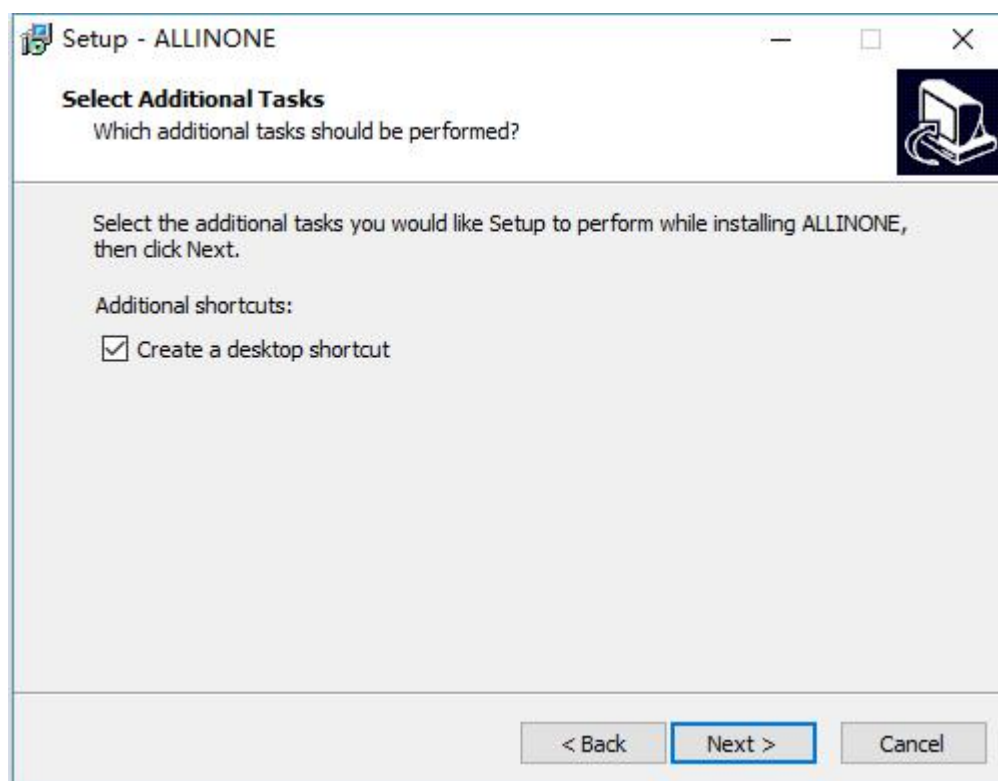 Setup - ALLINONE
Select Additional Tasks
Which additional tasks should be performed?
Select the additional tasks you would like Setup to perform while installing ALLINONE,
then click Next.
Additional shortcuts:
Create a desktop shortcut
< Back
Next >
Cancel